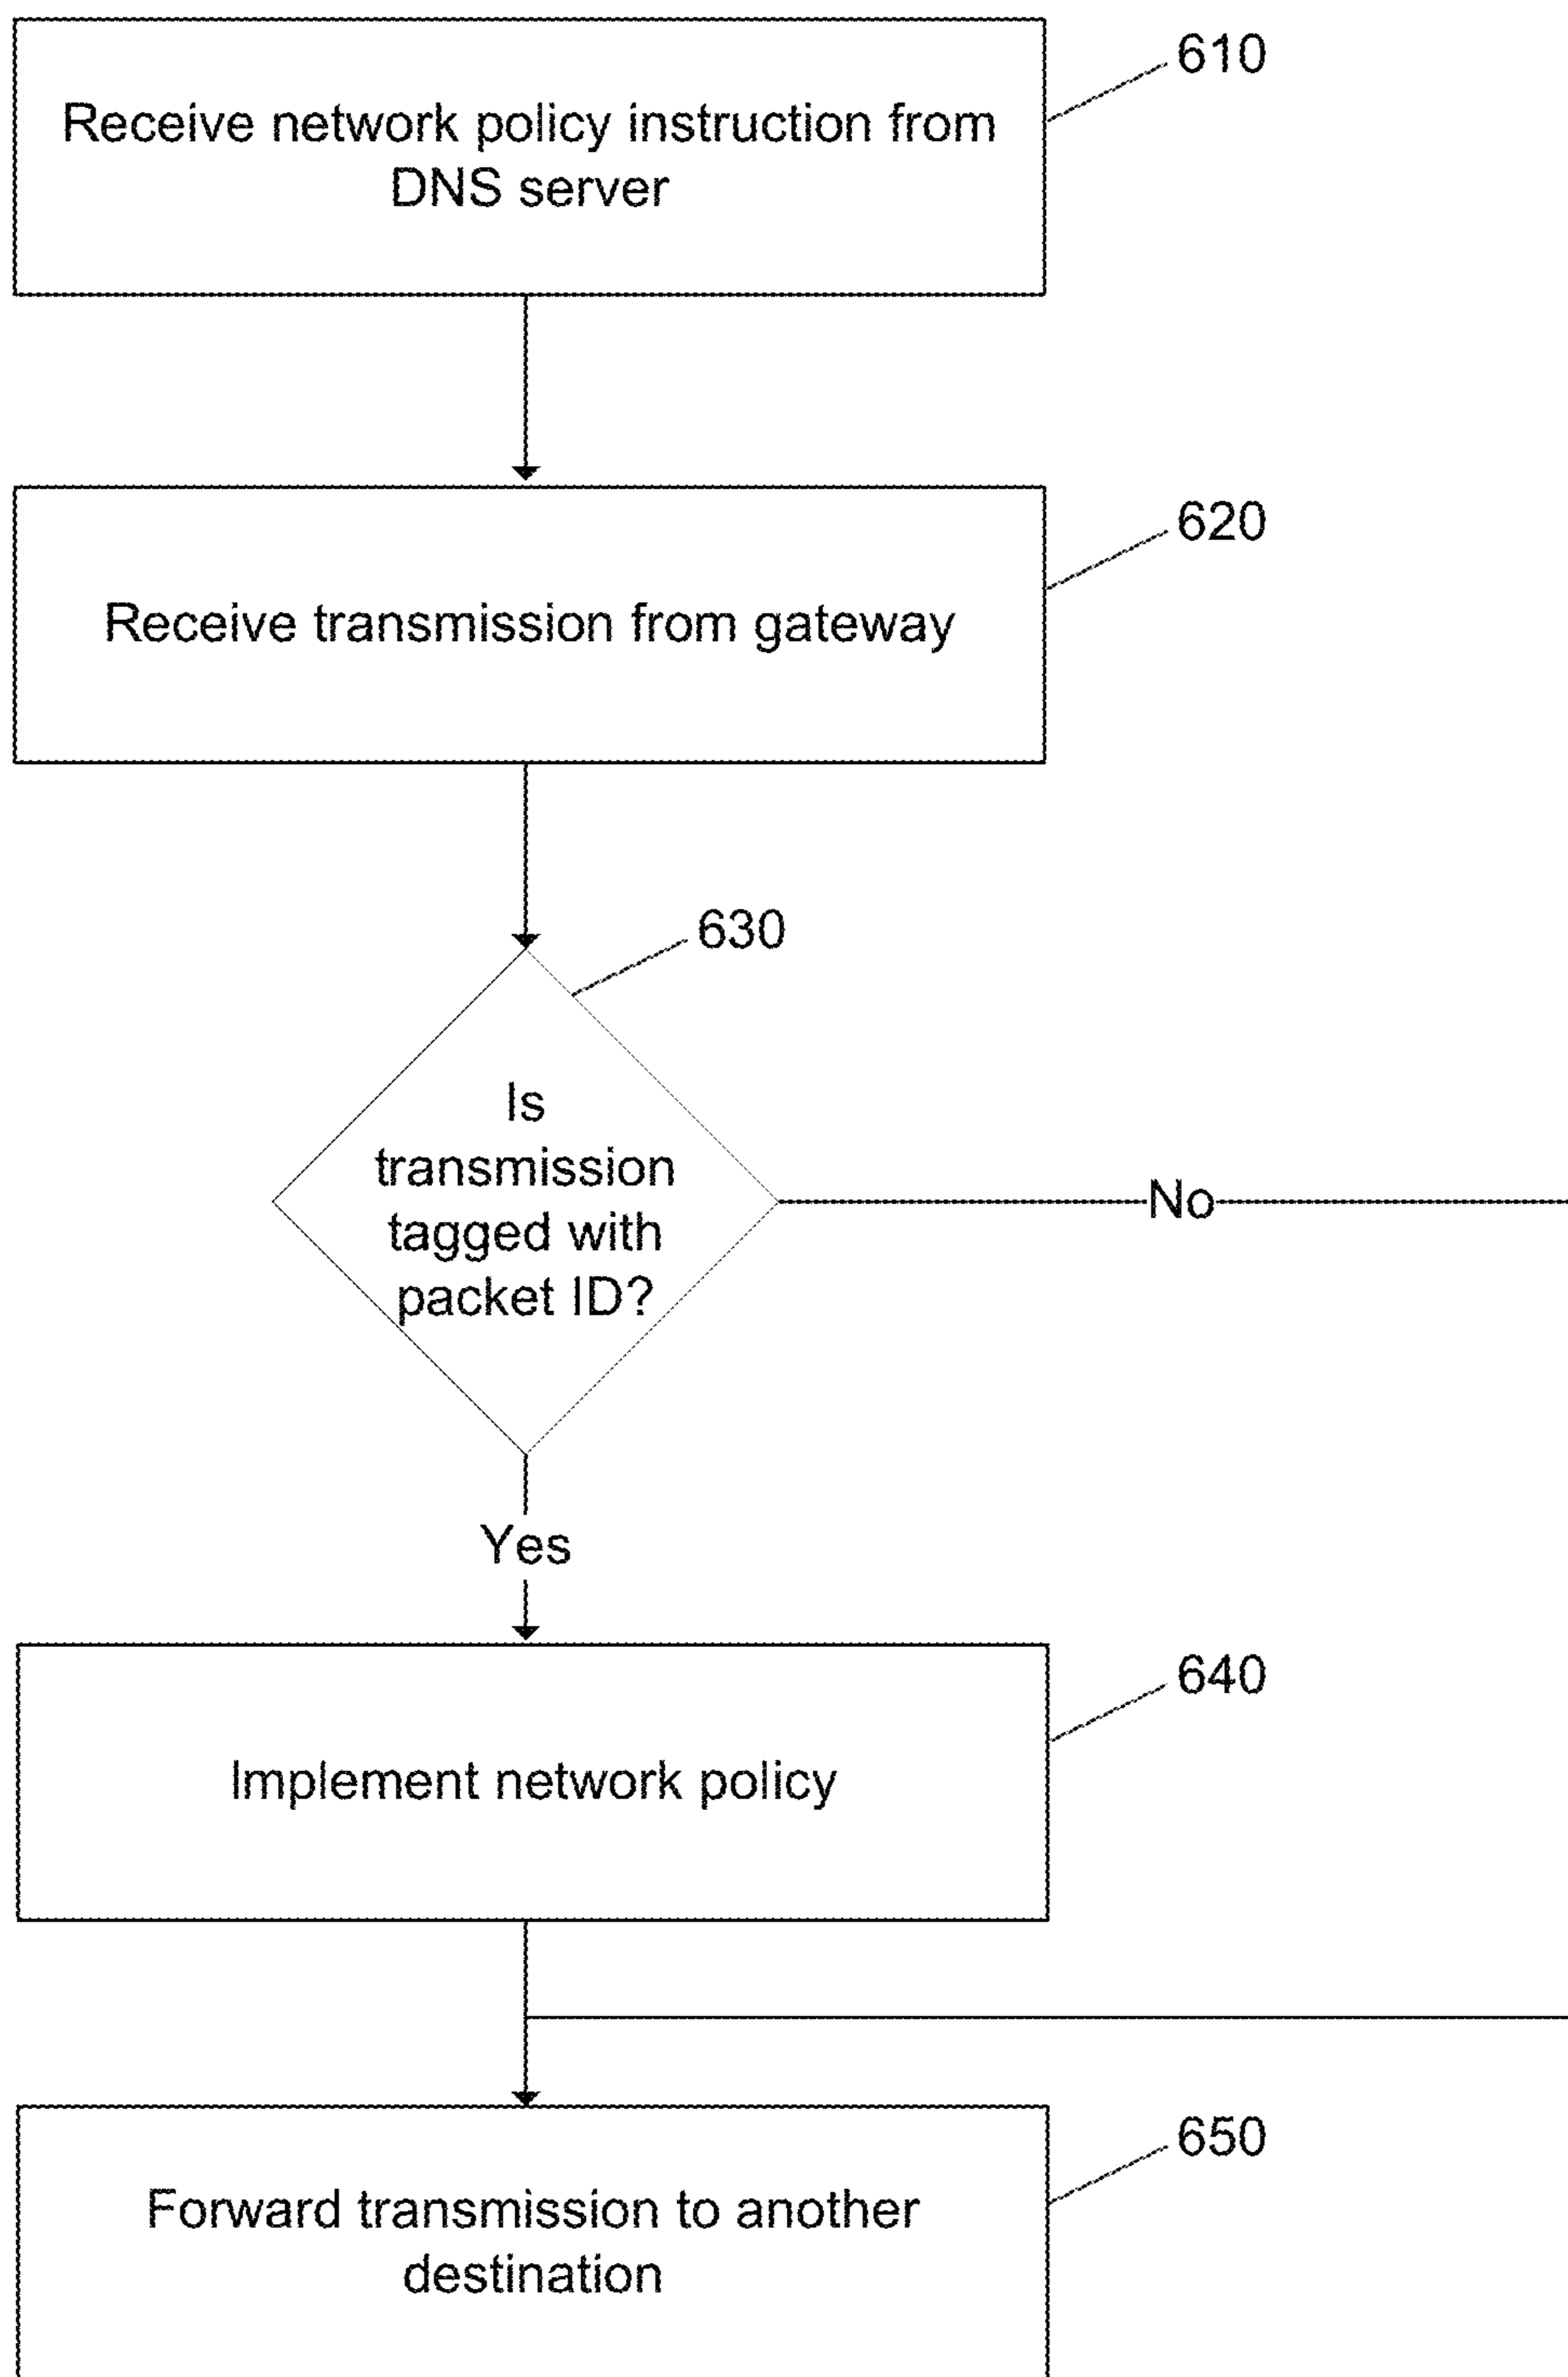 610
Receive network policy instruction from
DNS server
620
Receive transmission from gateway
630
Is
transmission
tagged with
packet ID?
No
Yes
640
Implement network policy
650
Forward transmission to another
destination